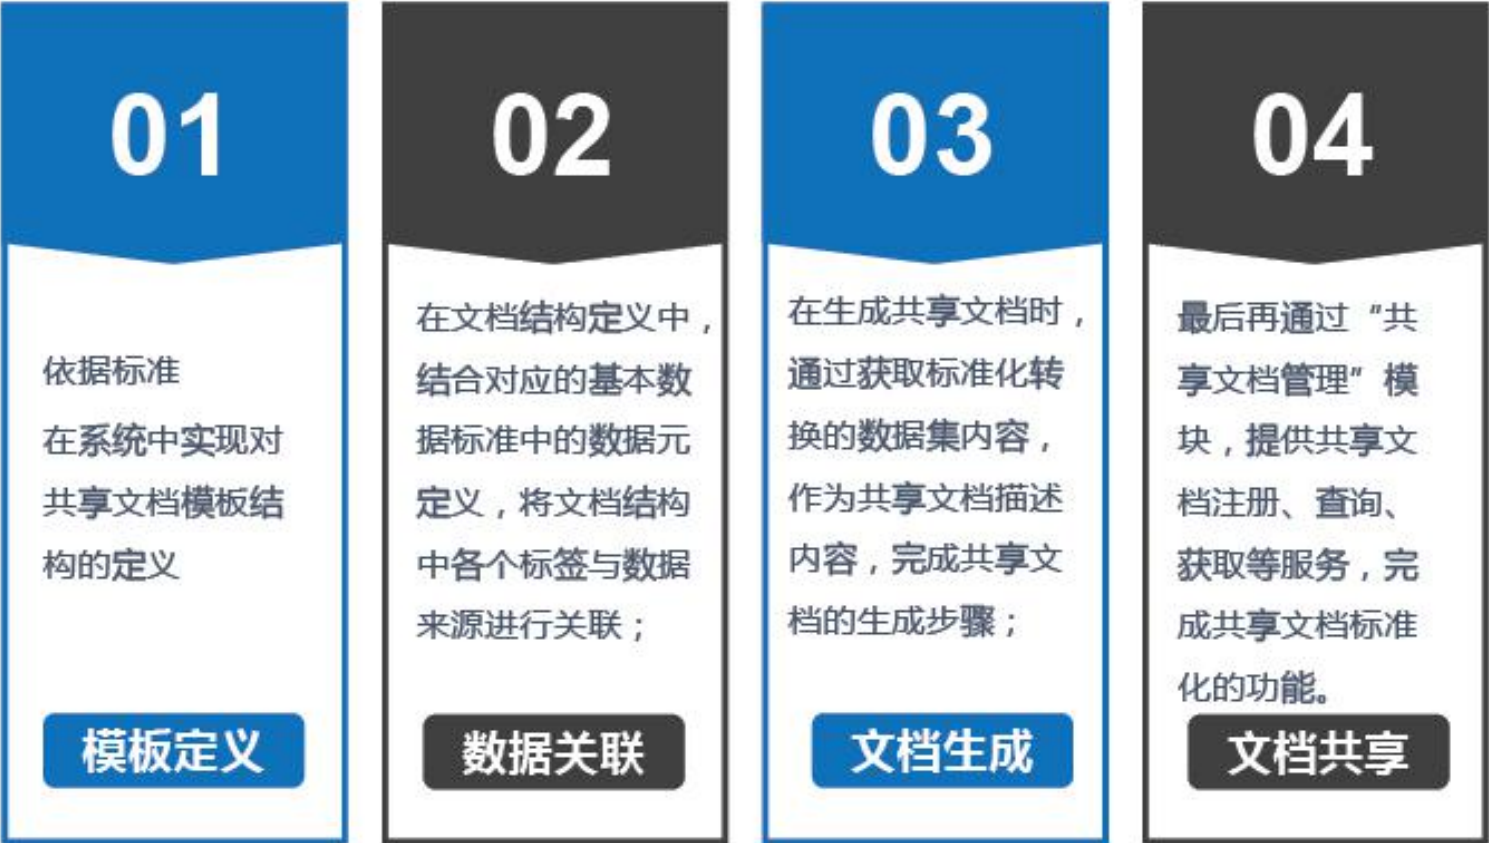 01
依据标准
在系统中实现对
共享文档模板结
构的定义
模板定义
02
在文档结构定义中，
结合对应的基本数
据标准中的数据元
定义，将文档结构
中各个标签与数据
来源进行关联；
数据关联
03
在生成共享文档时，
通过获取标准化转
换的数据集内容，
作为共享文档描述
内容，完成共享文
档的生成步骤；
文档生成
04
最后再通过“共
享文档管理”模
块，提供共享文
档注册、查询、
获取等服务，完
成共享文档标准
化的功能。
文档共享